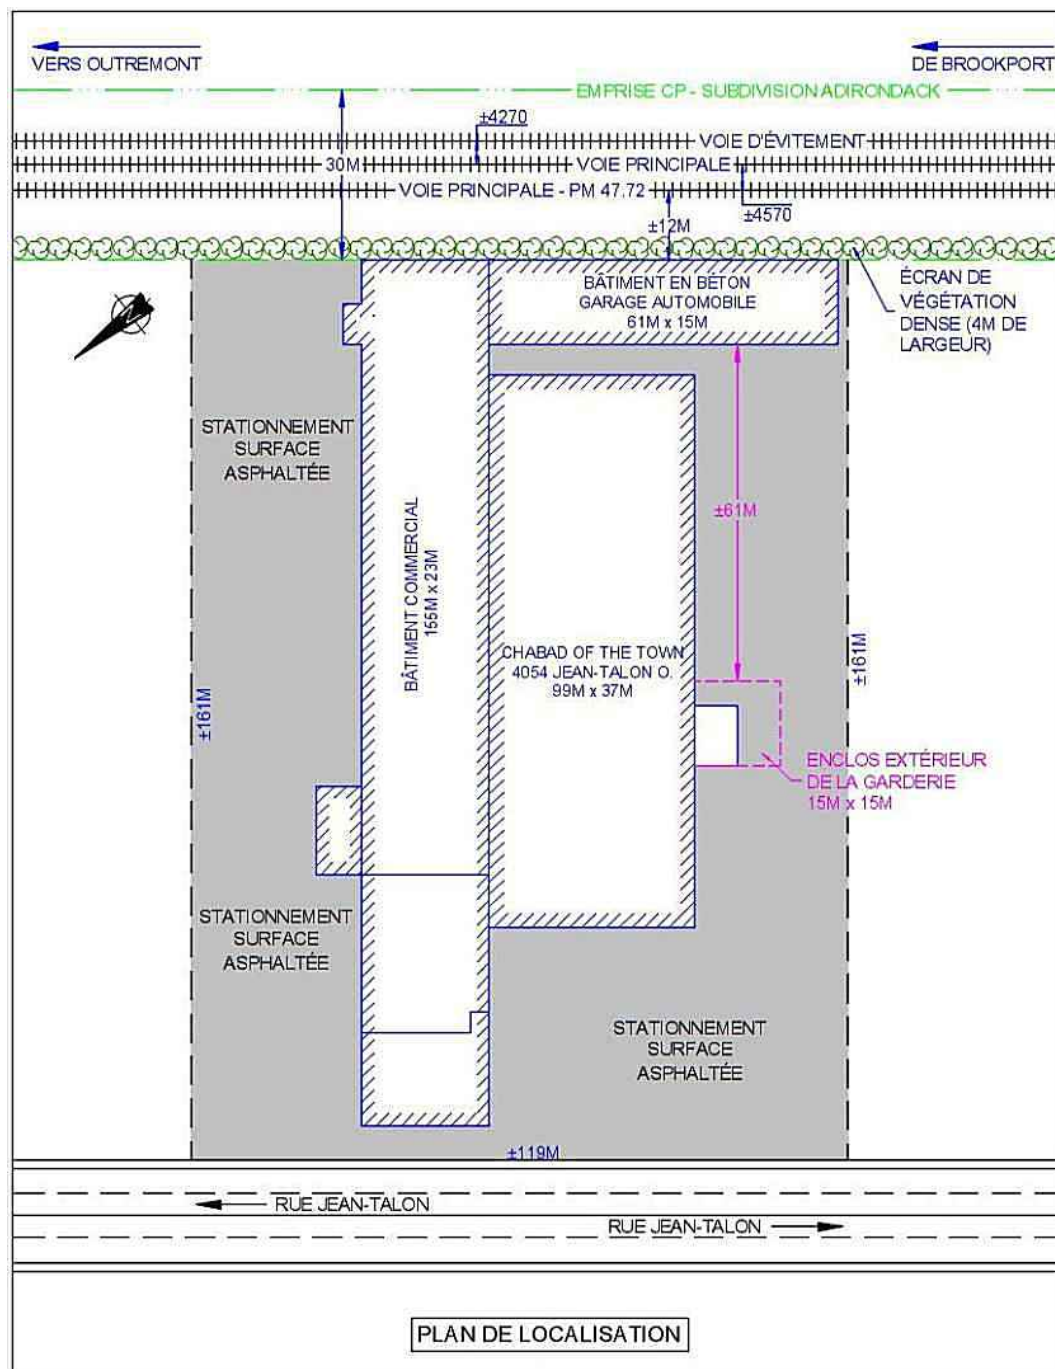 VERS OUTREMONT
DE BROOKPORT
EMPRISE CP - SUBDIVISION ADIRONDACK
±4270
VOIE D'ÉVITEMENT
30M
VOIE PRINCIPALE
VOIE PRINCIPALE - PM 47.72
±4570
±12M
BÂTIMENT EN BÉTON
GARAGE AUTOMOBILE
61M x 15M
ÉCRAN DE
VÉGÉTATION
DENSE (4M DE
LARGEUR)
N
STATIONNEMENT
SURFACE
ASPHALTÉE
±61M
BÂTIMENT COMMERCIAL
155M x 23M
CHABAD OF THE TOWN
4054 JEAN-TALON O.
99M x 37M
±161M
±161M
ENCLOS EXTÉRIEUR
DE LA GARDERIE
15M x 15M
STATIONNEMENT
SURFACE
ASPHALTÉE
STATIONNEMENT
SURFACE
ASPHALTÉE
±119M
RUE JEAN-TALON
RUE JEAN-TALON
PLAN DE LOCALISATION